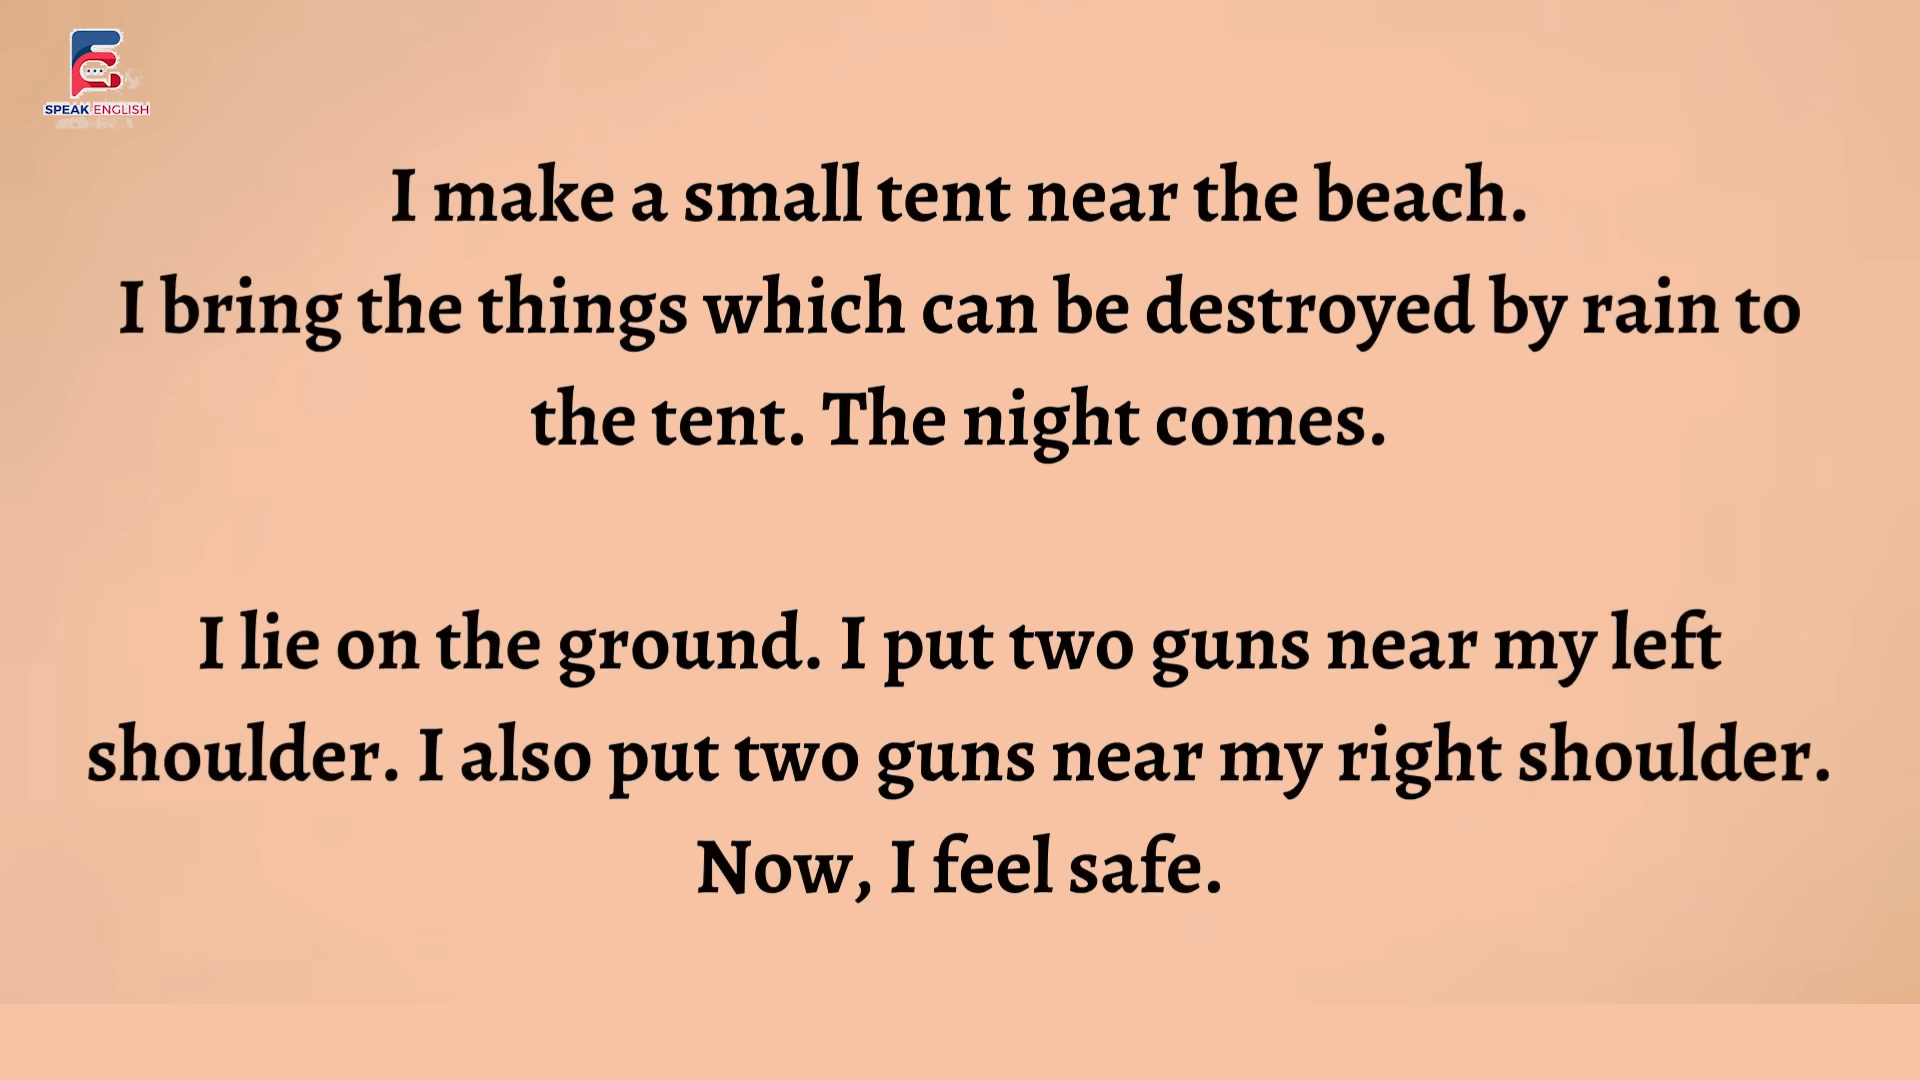 SPEAK ENGLISH
I make a small tent near the beach.
I bring the things which can be destroyed by rain to
the tent. The night comes.
I lie on the ground. I put two guns near my left
shoulder. I also put two guns near my right shoulder.
Now, I feel safe.